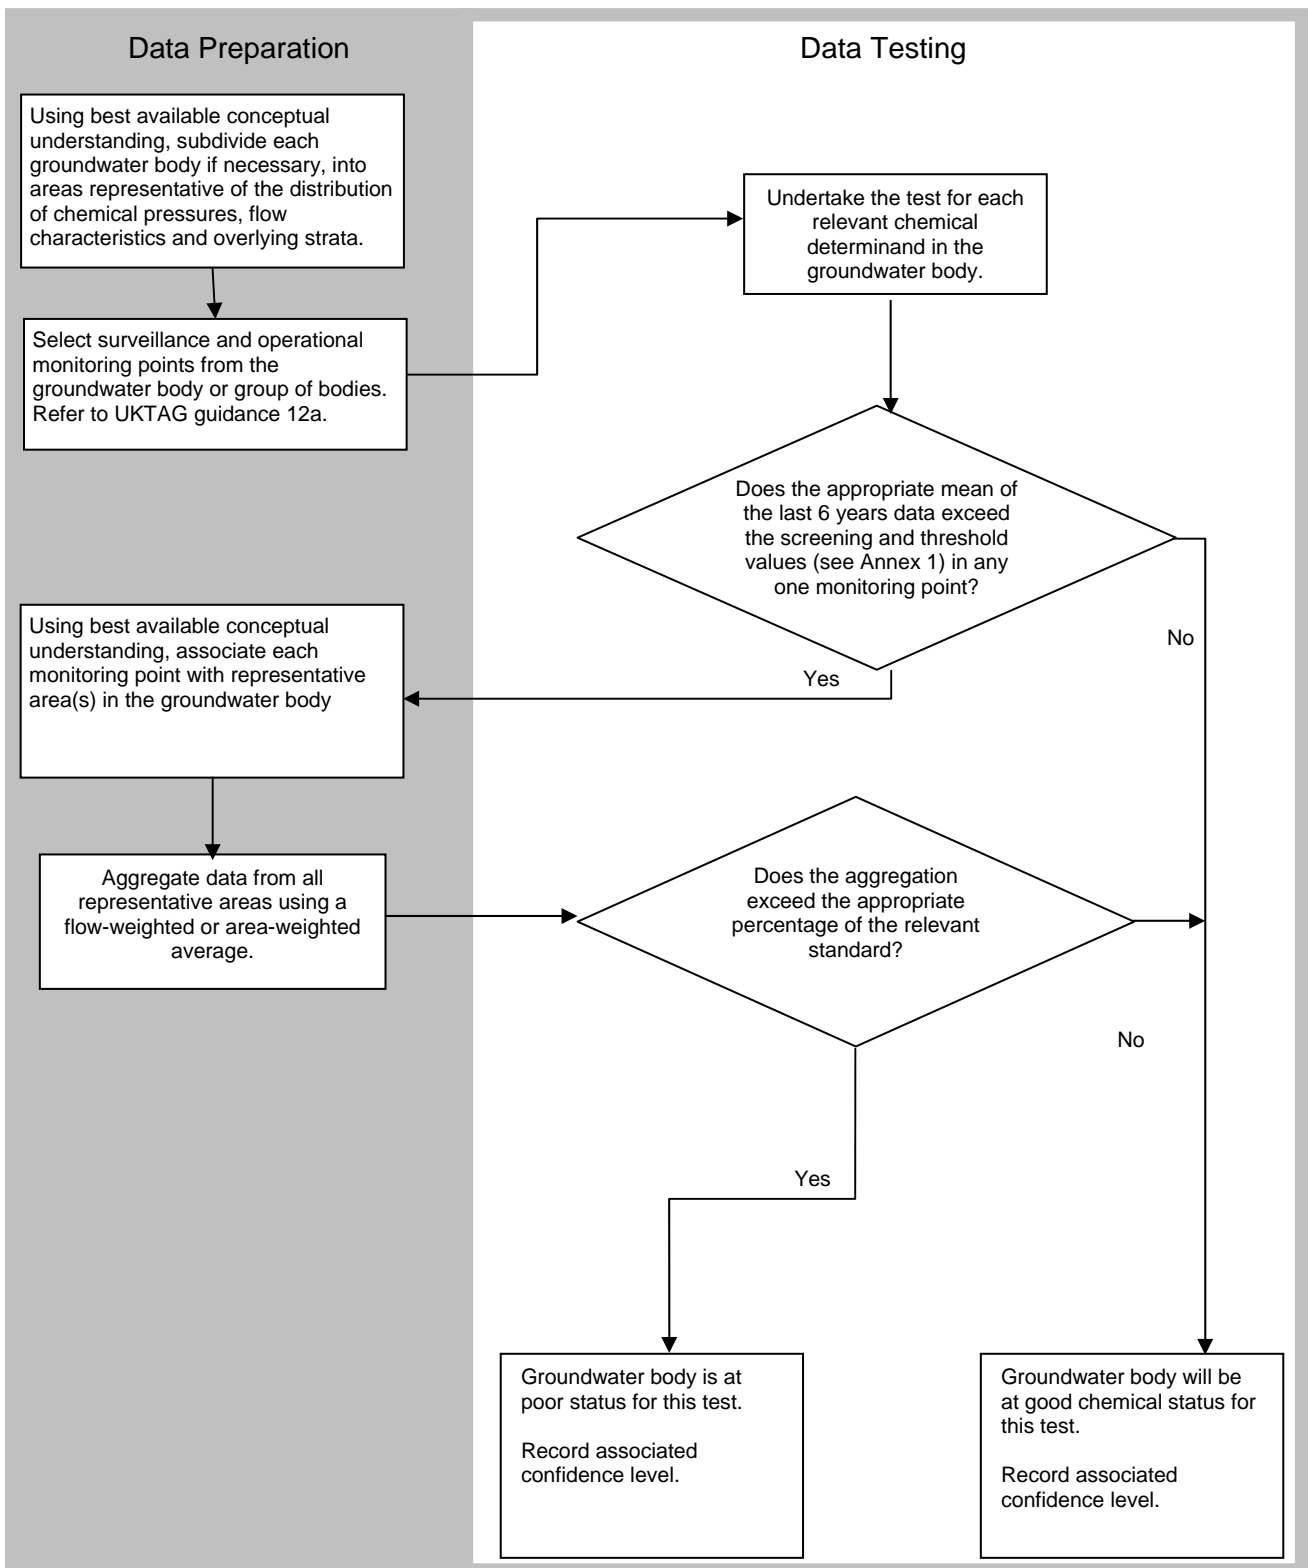 Data Preparation
Data Testing
Using best available conceptual
understanding, subdivide each
groundwater body if necessary, into
areas representative of the distribution
of chemical pressures, flow
characteristics and overlying strata.
Undertake the test for each
relevant chemical
determinand in the
groundwater body.
Select surveillance and operational
monitoring points from the
groundwater body or group of bodies.
Refer to UKTAG guidance 12a.
Does the appropriate mean of
the last 6 years data exceed
the screening and threshold
values (see Annex 1) in any
one monitoring point?
No
Yes
Using best available conceptual
understanding, associate each
monitoring point with representative
area(s) in the groundwater body
Aggregate data from all
representative areas using a
flow-weighted or area-weighted
average.
Does the aggregation
exceed the appropriate
percentage of the relevant
standard?
No
Yes
Groundwater body is at
poor status for this test.
Record associated
confidence level.
Groundwater body will be
at good chemical status for
this test.
Record associated
confidence level.